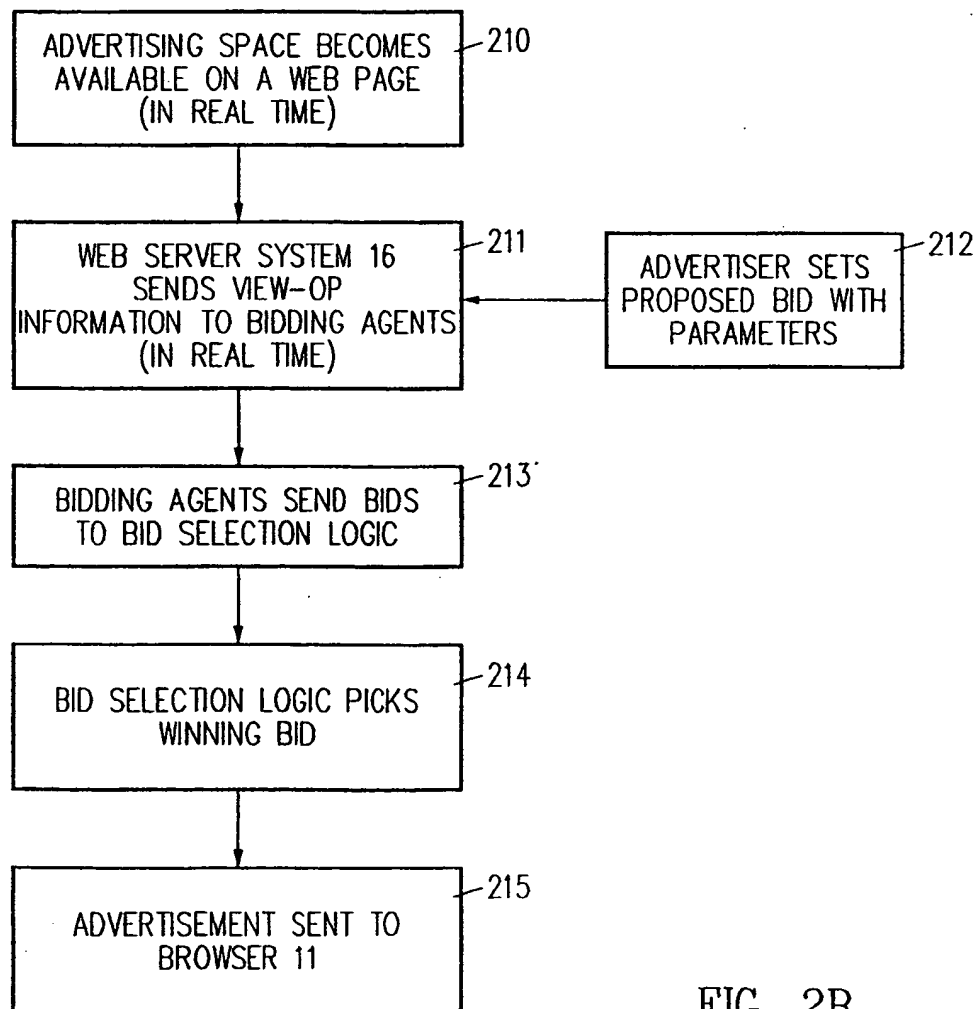 ADVERTISING SPACE BECOMES
AVAILABLE ON A WEB PAGE
(IN REAL TIME)
210
WEB SERVER SYSTEM 16
SENDS VIEW-OP
INFORMATION TO BIDDING AGENTS
(IN REAL TIME)
211
ADVERTISER SETS
PROPOSED BID WITH
PARAMETERS
212
BIDDING AGENTS SEND BIDS
TO BID SELECTION LOGIC
213
BID SELECTION LOGIC PICKS
WINNING BID
214
ADVERTISEMENT SENT TO
BROWSER 11
215
FIG. 2B